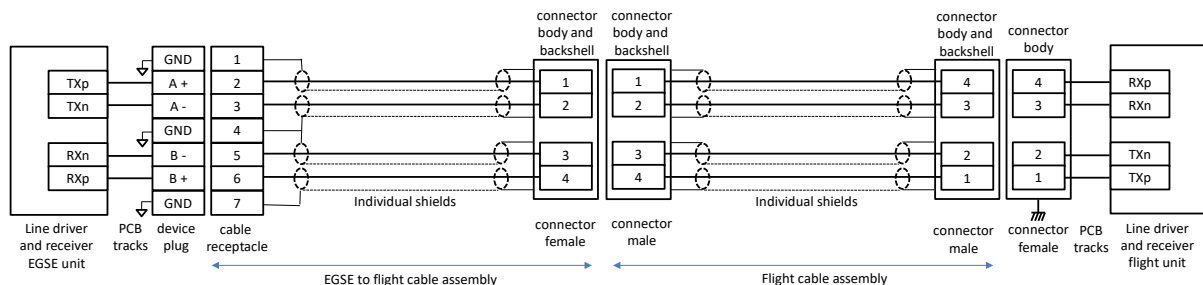 connector
body and
backshell
connector
body and
backshell
connector
body and
backshell
connector
body
GND
1
TXp
A +
2
1
1
4
4
RXp
TXn
A -
3
2
2
3
3
RXn
GND
4
RXn
B -
5
3
3
2
2
TXn
RXp
B +
6
4
4
1
1
TXp
GND
7
Individual shields
Individual shields
Line driver
and receiver
EGSE unit
PCB
tracks
device
plug
cable
receptacle
connector
female
connector
male
connector
male
connector
female
PCB
tracks
Line driver
and receiver
flight unit
EGSE to flight cable assembly
Flight cable assembly